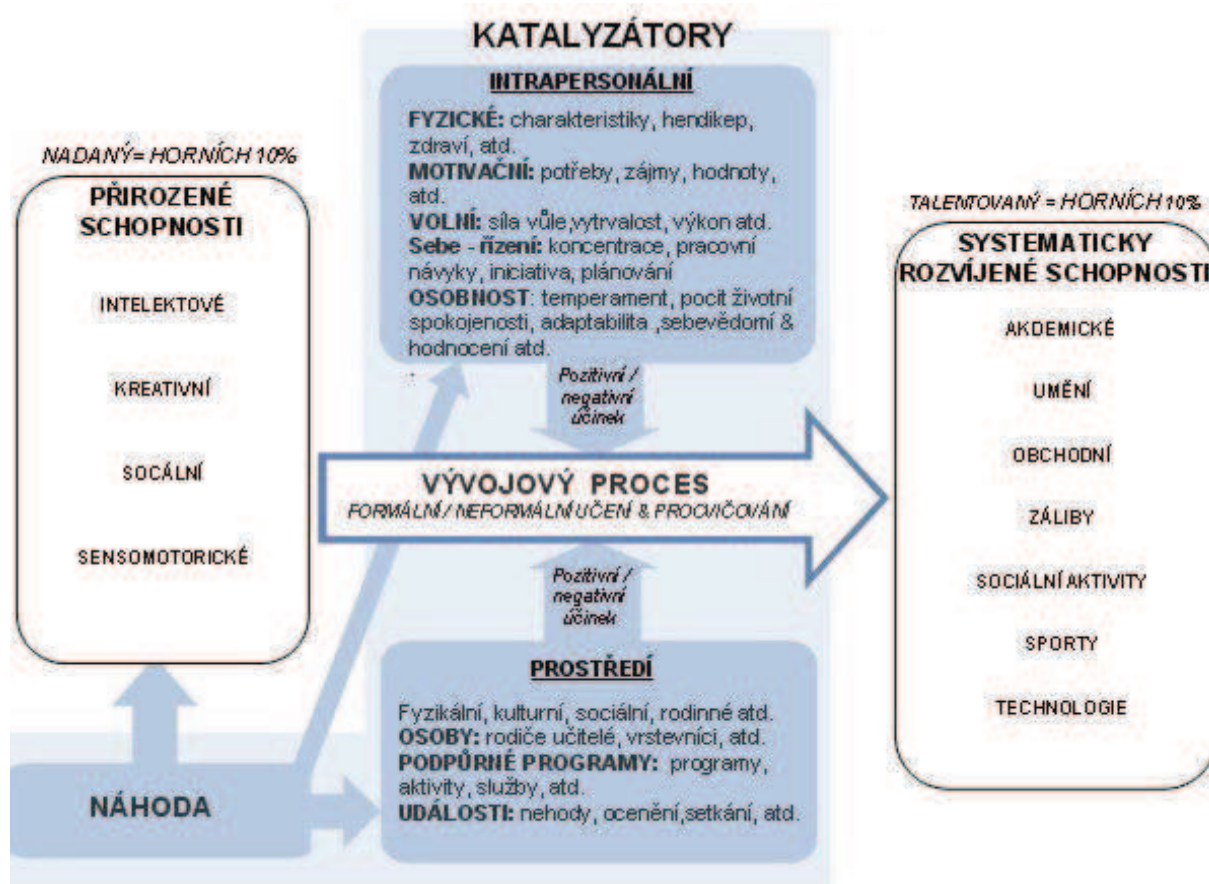 KATALYZÁTORY
INTRAPERSONÁLNÍ
FYZICKÉ: charakteristiky, hendikep,
zdraví, atd.
MOTIVAČNÍ: potřeby, zájmy, hodnoty,
atd.
VOLNÍ: síla vůle,vytrvalost, výkon atd.
Sebe - řízení: koncentrace, pracovní
návyky, iniciativa, plánování
OSOBNOST: temperament, pocit životní
spokojenosti, adaptabilita ,sebevědomí &
hodnocení atd.
NADANÝ= HORNÍCH 10%
PŘIROZENÉ
SCHOPNOSTI
INTELEKTOVÉ
KREATIVNÍ
SOCÁLNÍ
SENSOMOTORICKÉ
Pozitivní /
negativní
účinek
VÝVOJOVÝ PROCES
FORMÁLNÍ / NEFORMÁLNÍ UČENÍ & PROCVIČOVÁNÍ
Pozitivní /
negativní
účinek
PROSTŘEDÍ
Fyzikální, kulturní, sociální, rodinné atd.
OSOBY: rodiče učitelé, vrstevníci, atd.
PODPŮRNÉ PROGRAMY: programy,
aktivity, služby, atd.
UDÁLOSTI: nehody, ocenění,setkání, atd.
NÁHODA
TALENTOVANÝ = HORNÍCH 10%
SYSTEMATICKY
ROZVÍJENÉ SCHOPNOSTI
AKDEMICKÉ
UMĚNÍ
OBCHODNÍ
ZÁLIBY
SOCIÁLNÍ AKTIVITY
SPORTY
TECHNOLOGIE